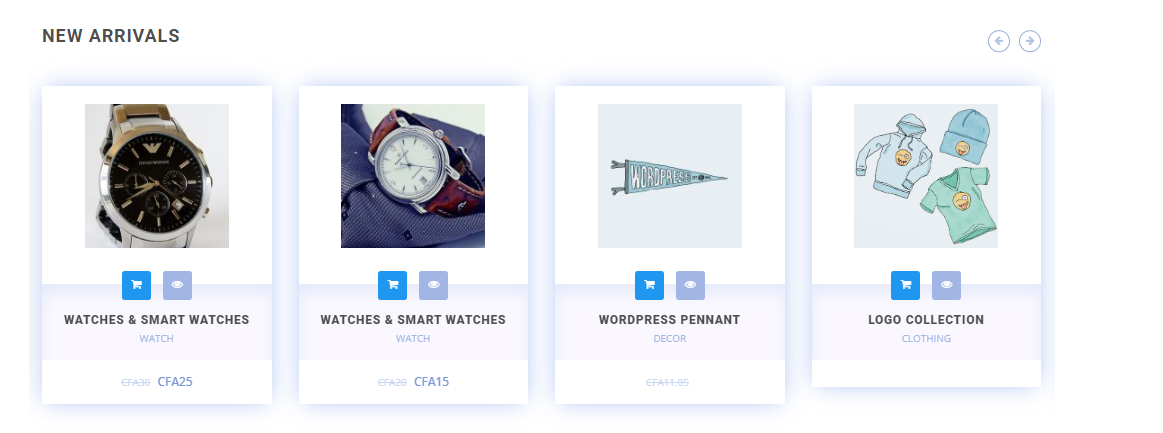 NEW ARRIVALS
WORDPRESS
WATCHES & SMART WATCHES
WATCH
CFA30 CFA25
WATCHES & SMART WATCHES
WATCH
CFA20 CFA15
WORDPRESS PENNANT
DECOR
CFA11.05
LOGO COLLECTION
CLOTHING